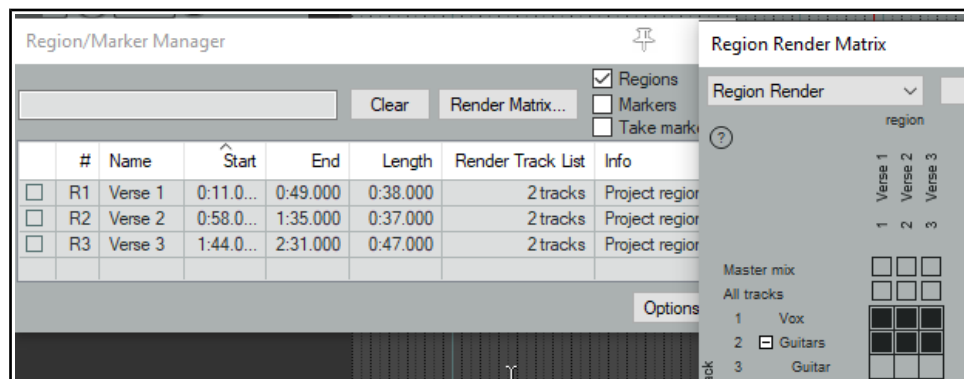 Region/Marker Manager
Clear
Render Matrix...
Regions
Markers
Take mark
# Name Start End Length Render Track List Info
R1 Verse 1 0:11.0... 0:49.000 0:38.000 2 tracks Project region
R2 Verse 2 0:58.0... 1:35.000 0:37.000 2 tracks Project region
R3 Verse 3 1:44.0... 2:31.000 0:47.000 2 tracks Project region
Options
Region Render Matrix
Region Render
?
region
Verse 1
Verse 2
Verse 3
1 2 3
Master mix
All tracks
1 Vox
2 Guitars
3 Guitar